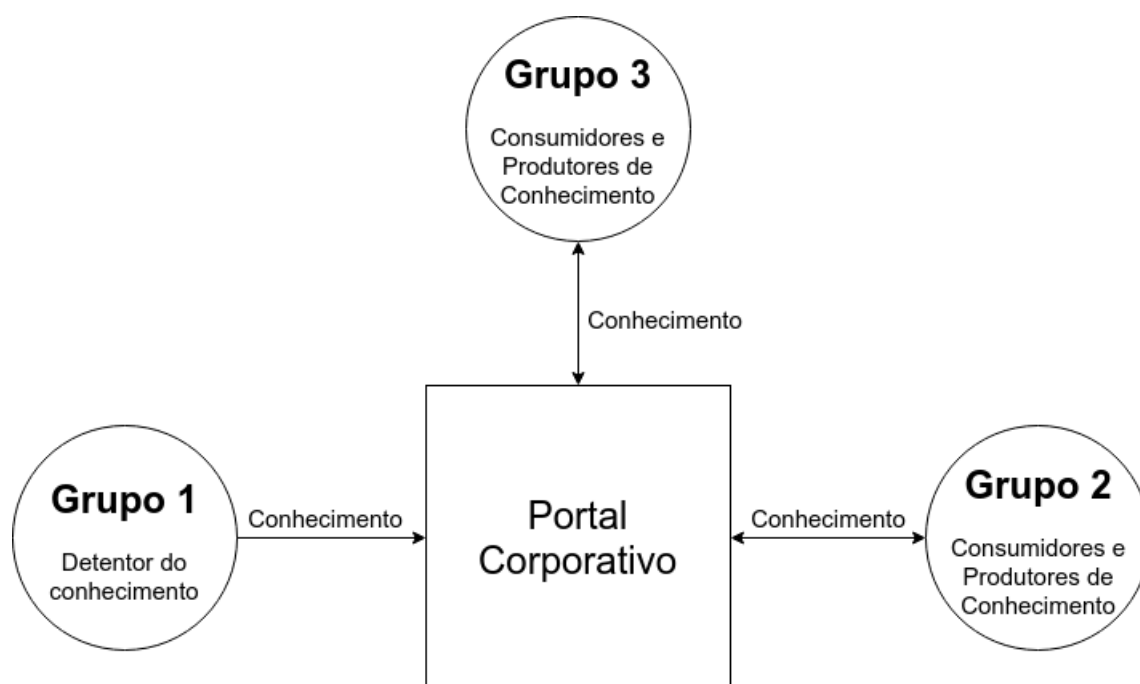 Grupo 3
Consumidores e
Produtores de
Conhecimento
Conhecimento
Grupo 1
Detentor do
conhecimento
Conhecimento
Portal
Corporativo
Conhecimento
Grupo 2
Consumidores e
Produtores de
Conhecimento